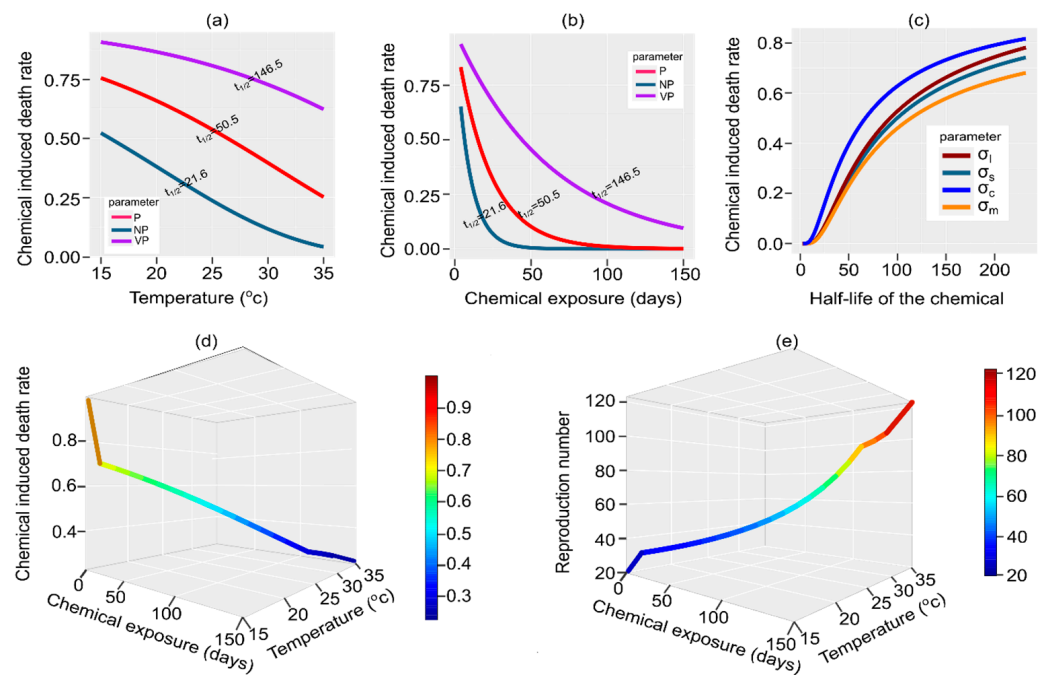 (a)
Chemical induced death rate
0.75
0.50
0.25
0.00
t1/2=146.5
t1/2=50.5
t1/2=21.6
parameter
P
NP
VP
15 20 25 30 35
Temperature (oc)
(b)
Chemical induced death rate
0.75
0.50
0.25
0.00
parameter
P
NP
VP
t1/2=21.6
t1/2=50.5
t1/2=146.5
0 50 100 150
Chemical exposure (days)
(c)
Chemical induced death rate
0.8
0.6
0.4
0.2
0.0
parameter
σl
σs
σc
σm
0 50 100 150 200
Half-life of the chemical
(d)
Chemical induced death rate
0.8
0.6
0.4
0 50 100 150
Chemical exposure (days)
15 20 25 30 35
Temperature (oc)
0.9
0.8
0.7
0.6
0.5
0.4
0.3
(e)
Reproduction number
120
100
80
60
40
20
0 50 100 150
Chemical exposure (days)
15 20 25 30 35
Temperature (oc)
120
100
80
60
40
20